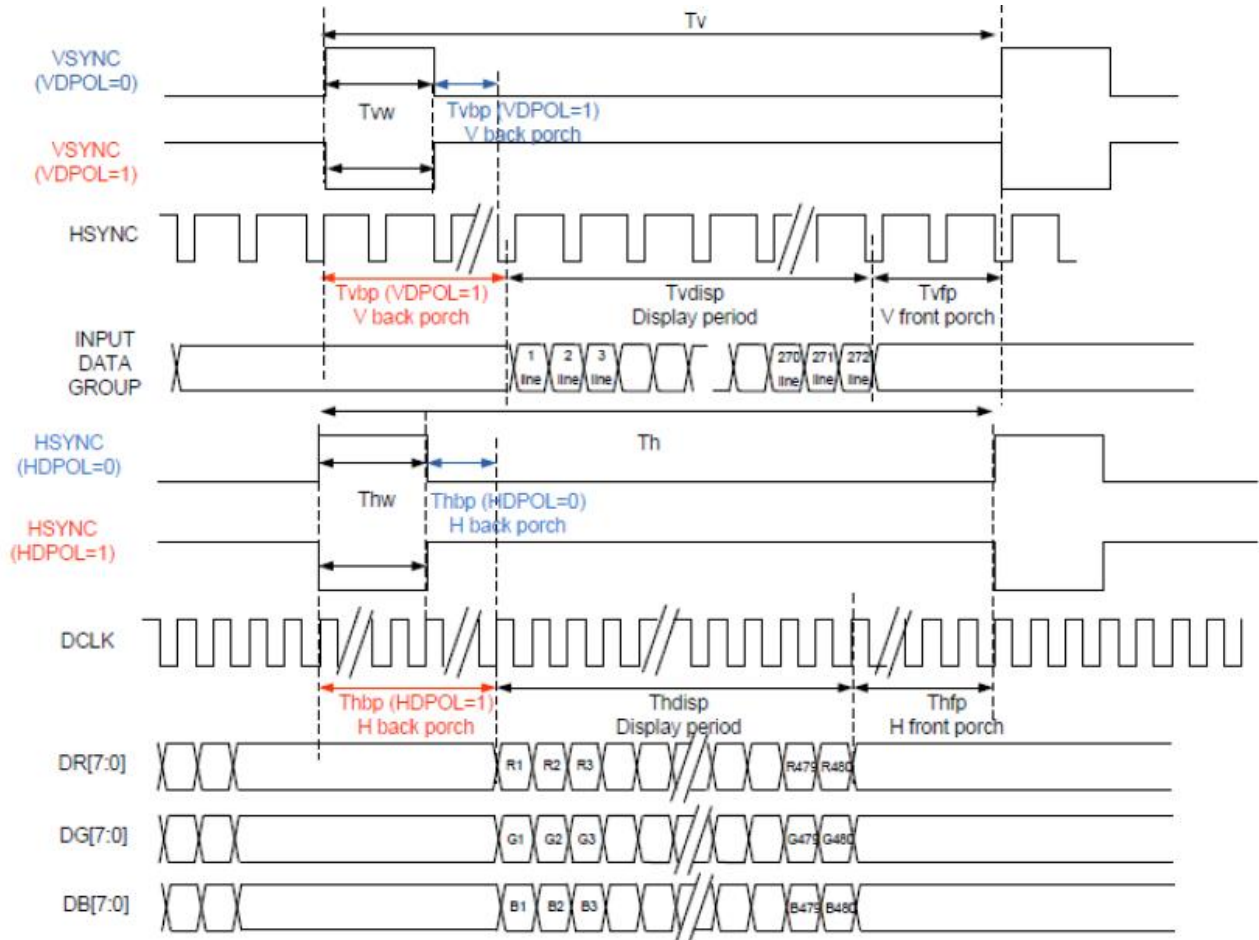 Tv
VSYNC
(VDPOL=0)
Tvw
Tvbp (VDPOL=1)
V back porch
VSYNC
(VDPOL=1)
HSYNC
Tvbp (VDPOL=1)
V back porch
Tvdisp
Display period
Tvfp
V front porch
INPUT
DATA
GROUP
1 line
2 line
3 line
270 line
271 line
272 line
Th
HSYNC
(HDPOL=0)
Thw
Thbp (HDPOL=0)
H back porch
HSYNC
(HDPOL=1)
DCLK
Thbp (HDPOL=1)
H back porch
Thdisp
Display period
Thfp
H front porch
DR[7:0]
R1 R2 R3 R479 R480
DG[7:0]
G1 G2 G3 G479 G480
DB[7:0]
B1 B2 B3 B479 B480